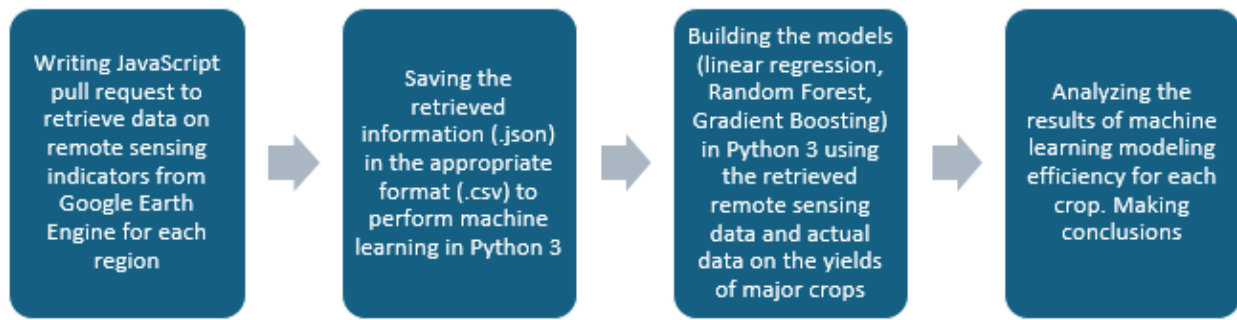 Writing JavaScript
pull request to
retrieve data on
remote sensing
indicators from
Google Earth
Engine for each
region
Saving the
retrieved
information (.json)
in the appropriate
format (.csv) to
perform machine
learning in Python 3
Building the models
(linear regression,
Random Forest,
Gradient Boosting)
in Python 3 using
the retrieved
remote sensing
data and actual
data on the yields
of major crops
Analyzing the
results of machine
learning modeling
efficiency for each
crop. Making
conclusions